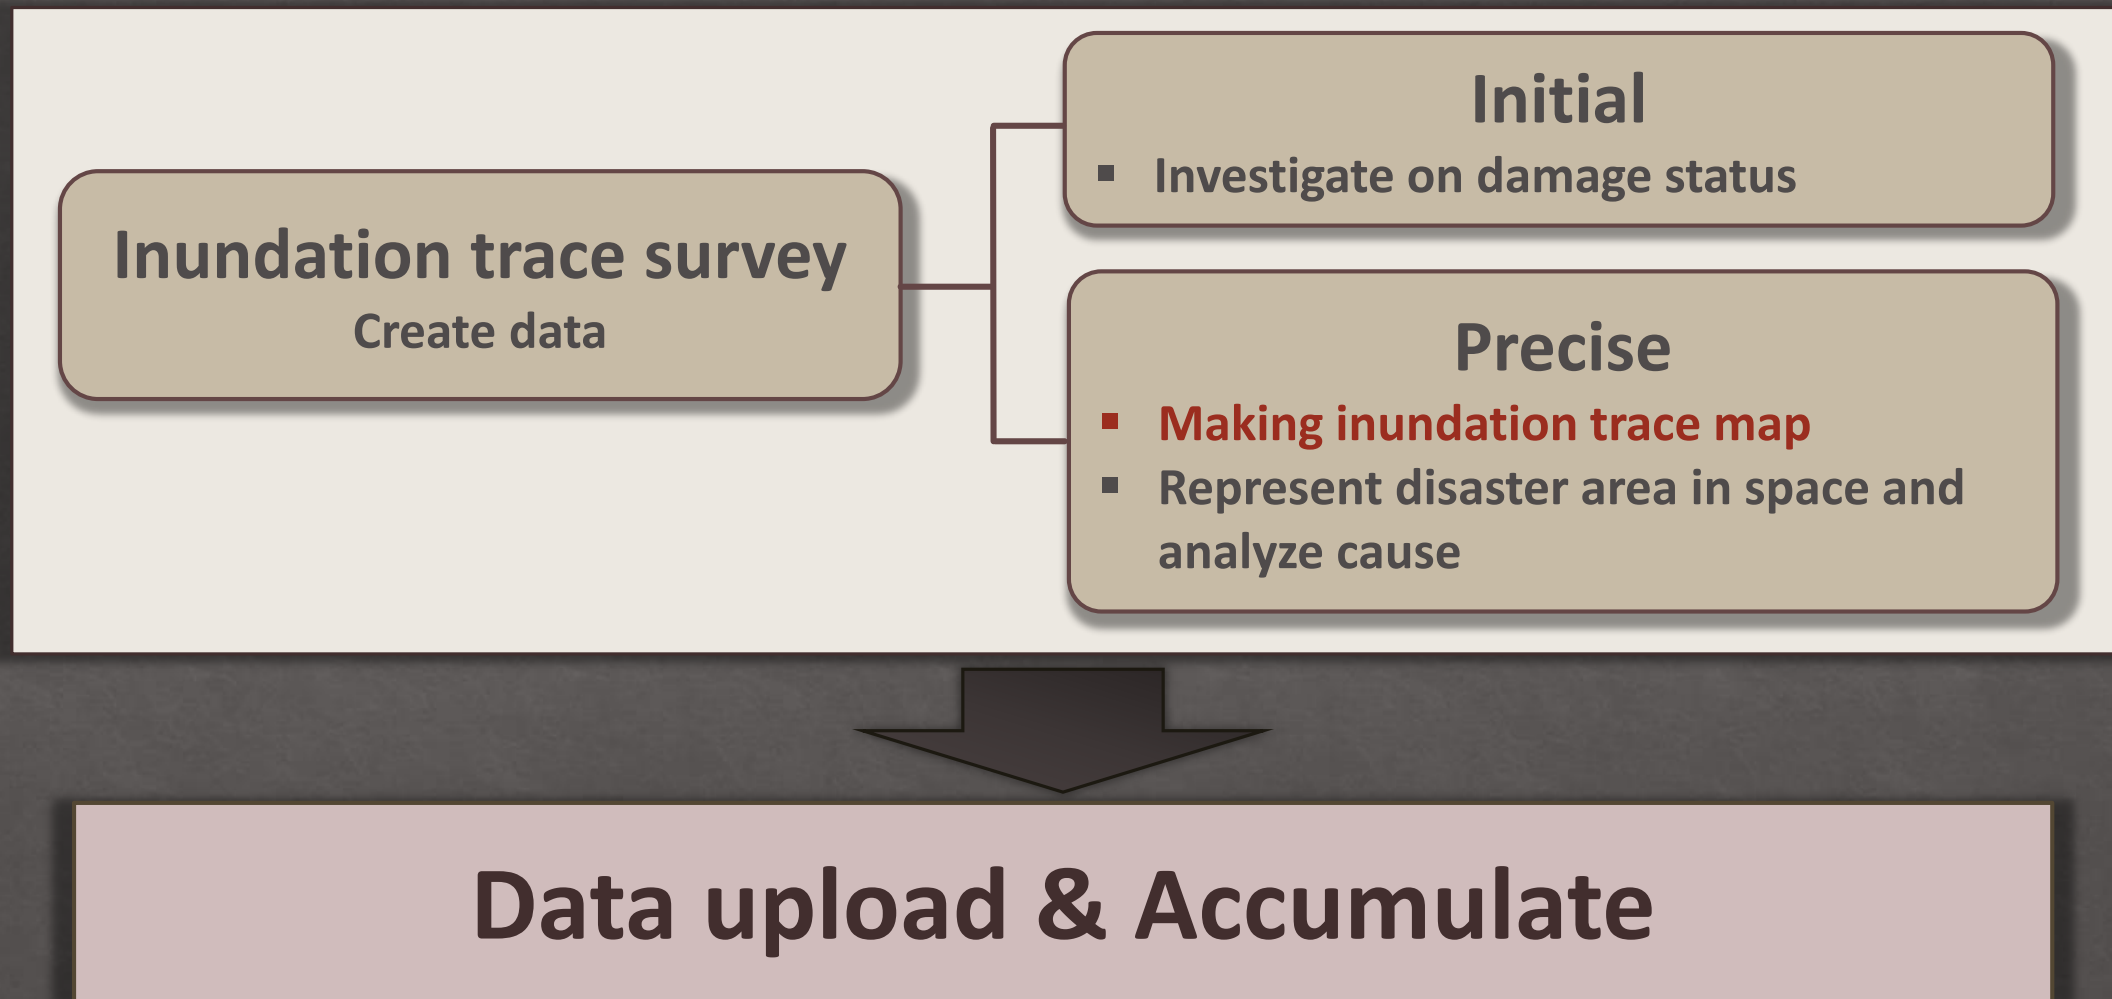 Inundation trace survey
Create data
Initial
▪ Investigate on damage status
Precise
▪ Making inundation trace map
▪ Represent disaster area in space and
analyze cause
Data upload & Accumulate